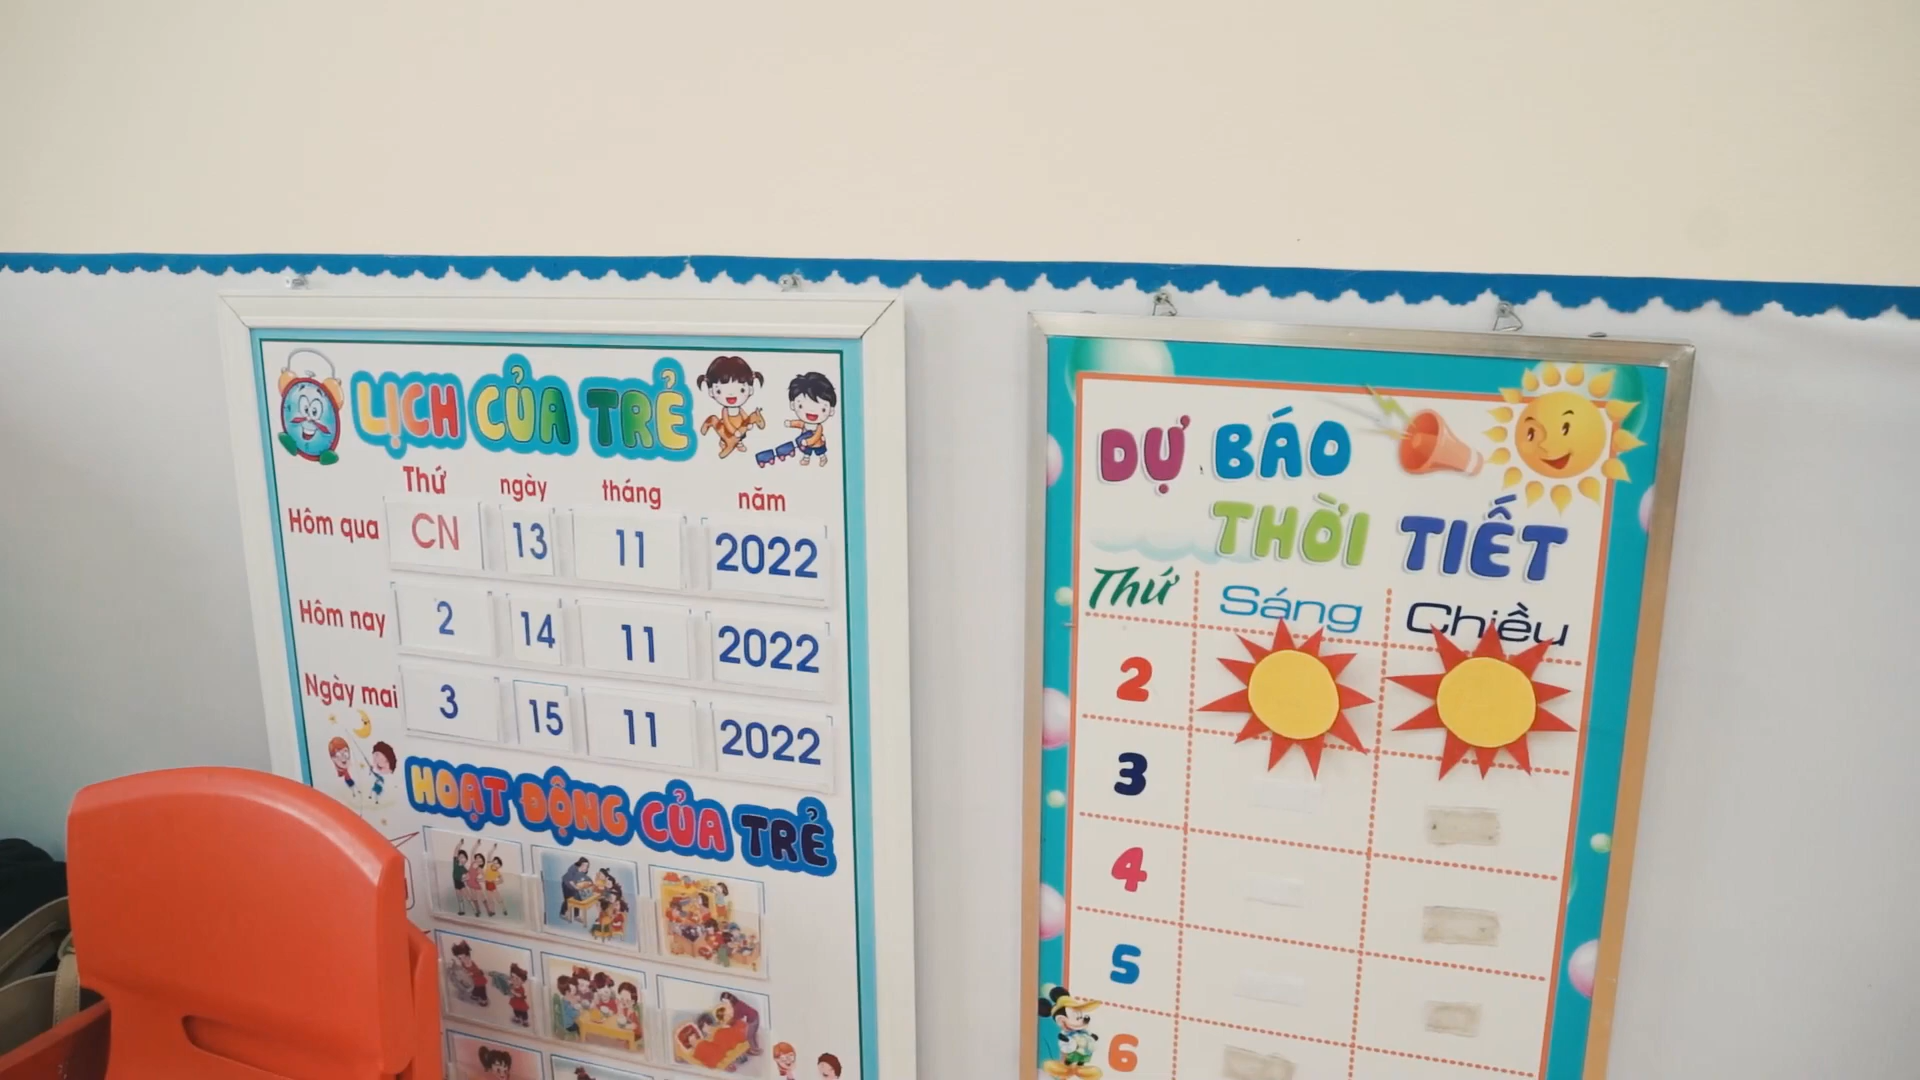 LỊCH CỦA TRẺ
Thứ ngày tháng năm
Hôm qua CN 13 11 2022
Hôm nay 2 14 11 2022
Ngày mai 3 15 11 2022
HOẠT ĐỘNG CỦA TRẺ
DỰ BÁO
THỜI TIẾT
Thứ Sáng Chiều
2
3
4
5
6